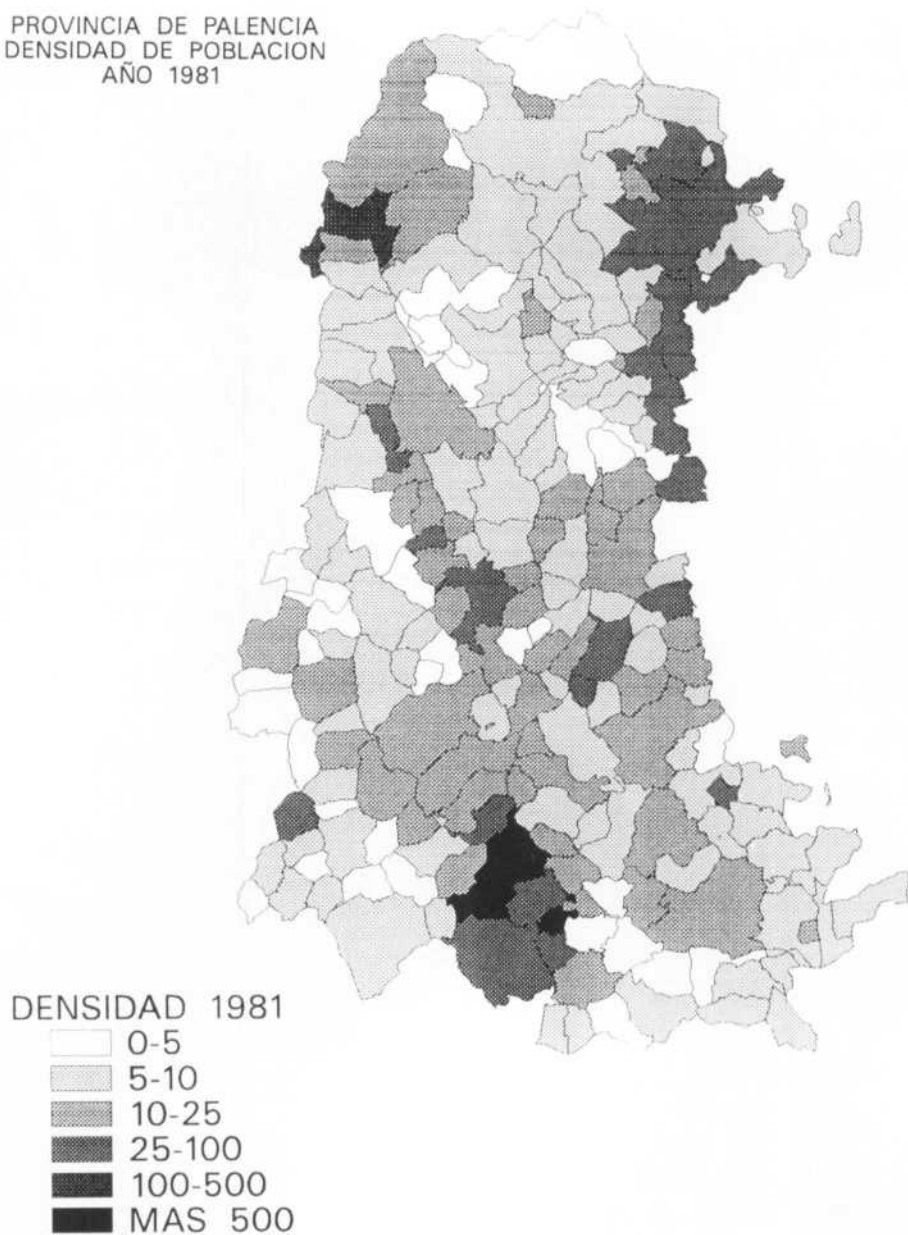 PROVINCIA DE PALENCIA
DENSIDAD DE POBLACION
AÑO 1981
DENSIDAD 1981
0-5
5-10
10-25
25-100
100-500
MAS 500